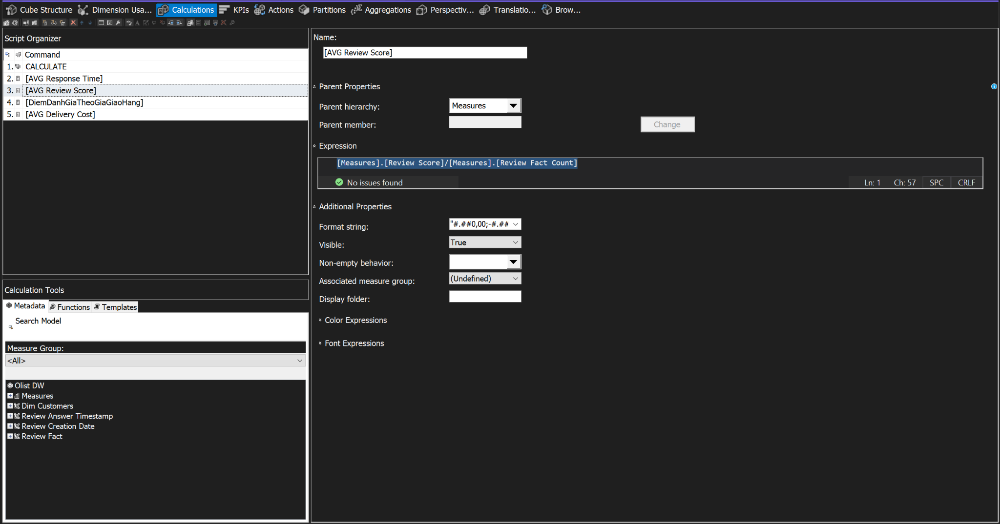 Cube Structure Dimension Usa... Calculations KPIs Actions Partitions Aggregations Perspectiv... Translatio... Brow...
Script Organizer
Command
1. CALCULATE
2. [AVG Response Time]
3. [AVG Review Score]
4. [DiemDanhGiaTheoGiaGiaoHang]
5. [AVG Delivery Cost]
Calculation Tools
Metadata Functions Templates
Search Model
Measure Group:
<All>
Olist DW
Measures
Dim Customers
Review Answer Timestamp
Review Creation Date
Review Fact
Name:
[AVG Review Score]
Parent Properties
Parent hierarchy: Measures
Parent member: Change
Expression
[Measures].[Review Score]/[Measures].[Review Fact Count]
No issues found Ln: 1 Ch: 57 SPC CRLF
Additional Properties
Format string: "#.##0,00;-#.##
Visible: True
Non-empty behavior:
Associated measure group: (Undefined)
Display folder:
Color Expressions
Font Expressions